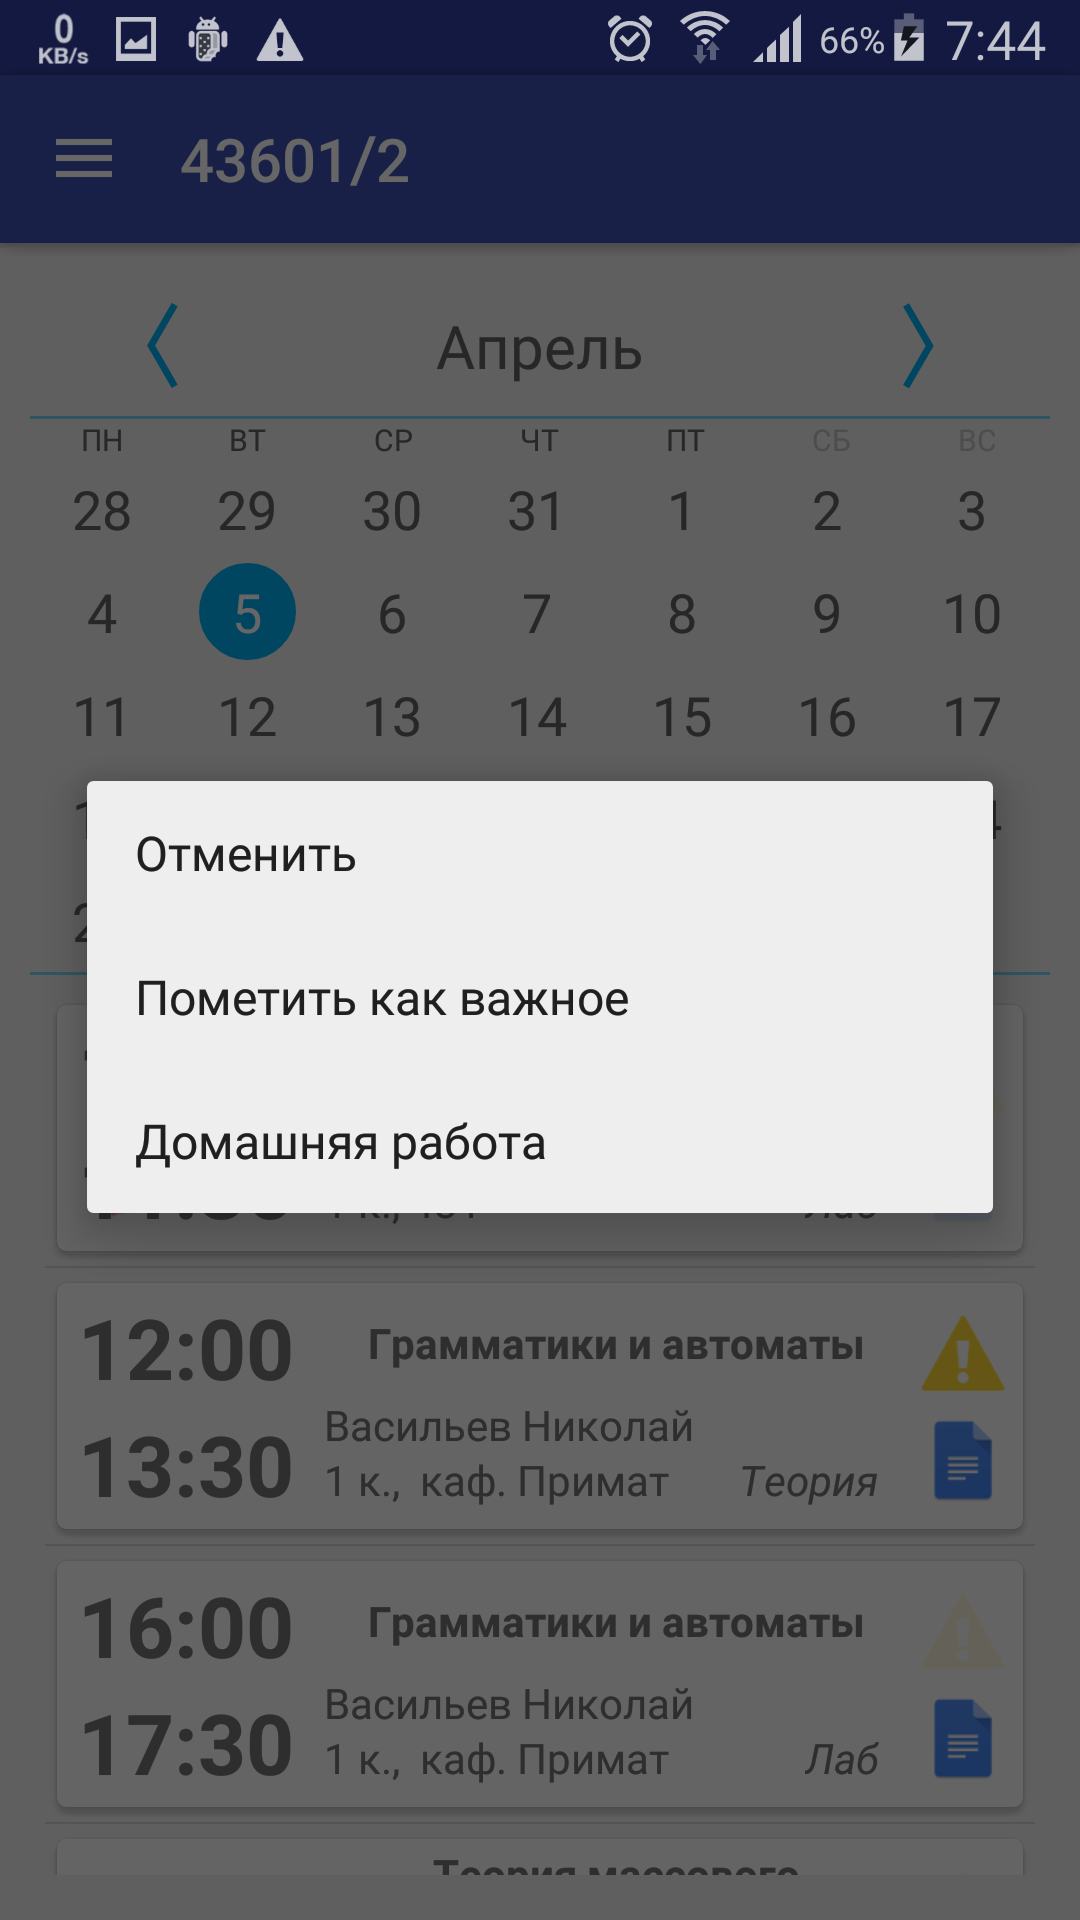 0
KB/s
66%
7:44
43601/2
Апрель
ПН ВТ СР ЧТ ПТ СБ ВС
28 29 30 31 1 2 3
4 5 6 7 8 9 10
11 12 13 14 15 16 17
Отменить
Пометить как важное
Домашняя работа
12:00 Грамматики и автоматы
Васильев Николай
13:30 1 к., каф. Примат Теория
16:00 Грамматики и автоматы
Васильев Николай
17:30 1 к., каф. Примат Лаб
Теория массового